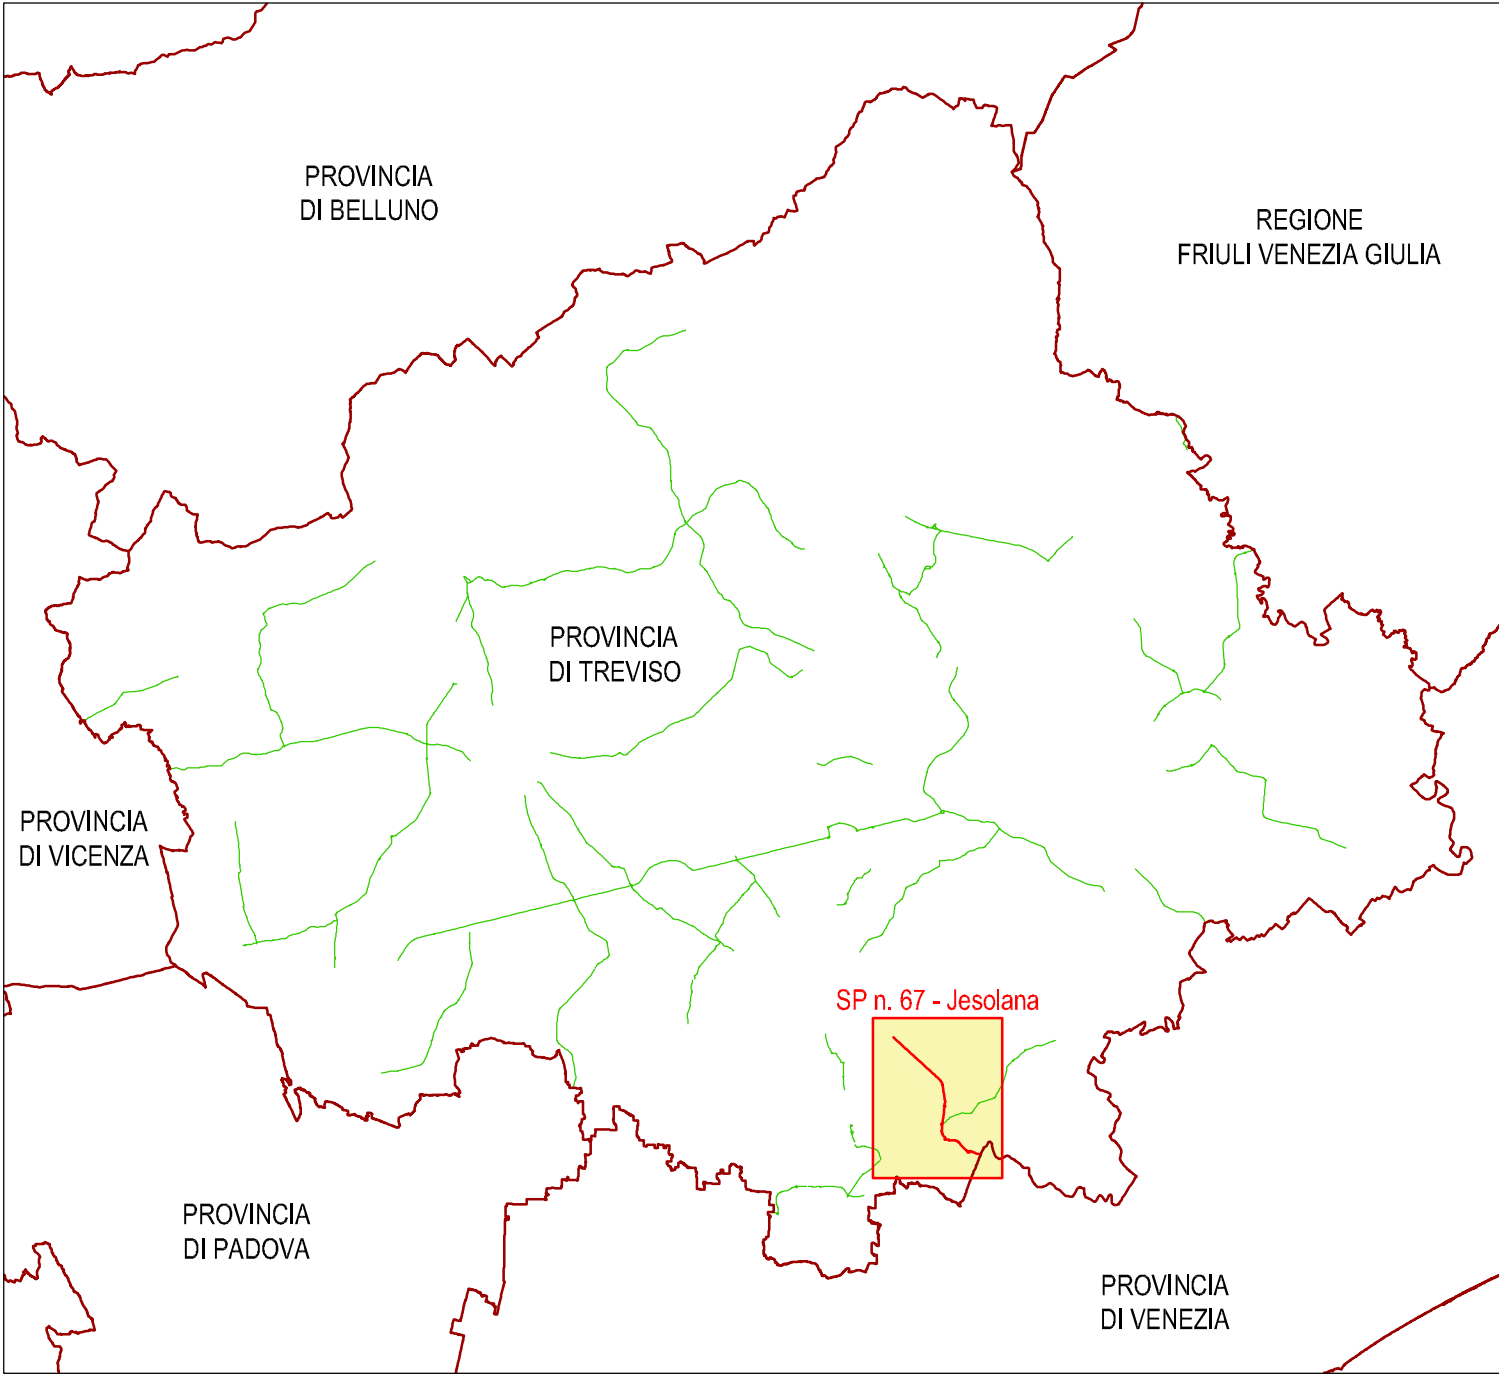 PROVINCIA
DI BELLUNO
REGIONE
FRIULI VENEZIA GIULIA
PROVINCIA
DI TREVISO
PROVINCIA
DI VICENZA
SP n. 67 - Jesolana
PROVINCIA
DI PADOVA
PROVINCIA
DI VENEZIA